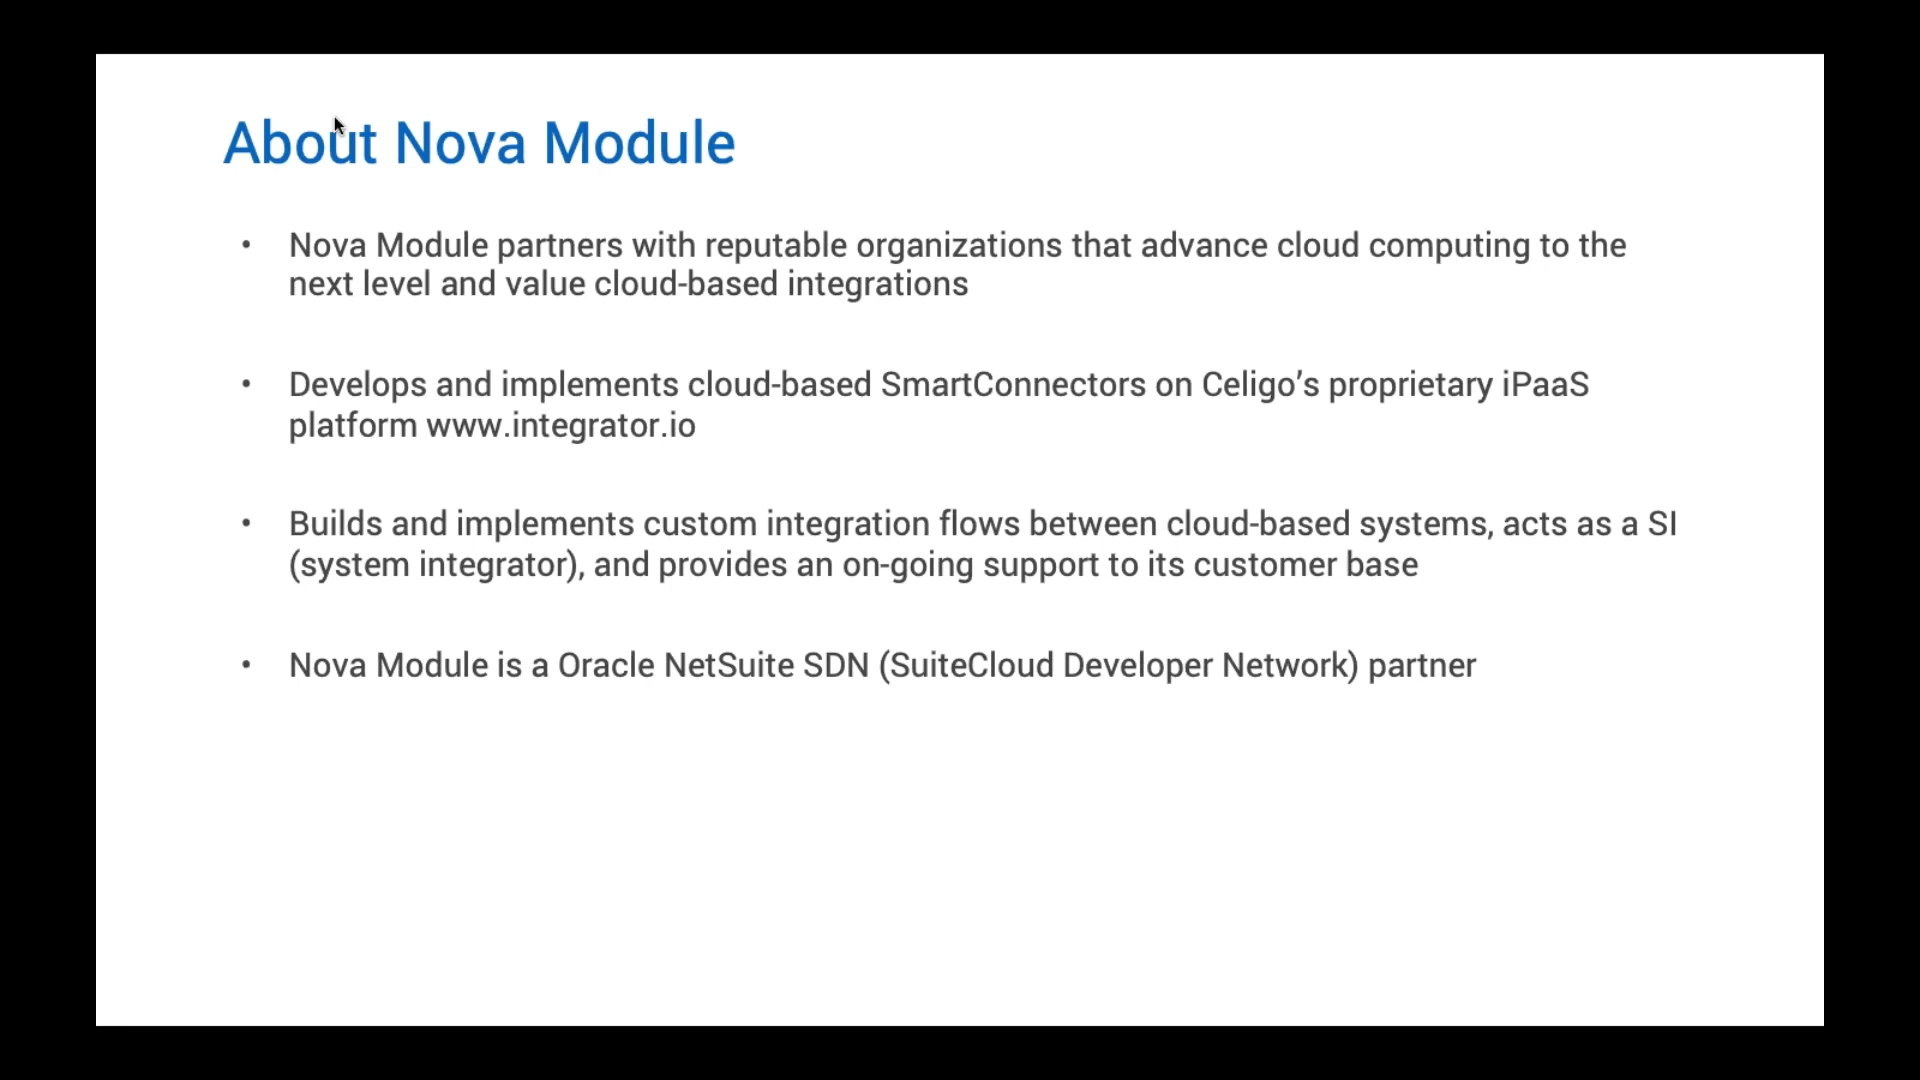 About Nova Module
• Nova Module partners with reputable organizations that advance cloud computing to the
next level and value cloud-based integrations
• Develops and implements cloud-based SmartConnectors on Celigo’s proprietary iPaaS
platform www.integrator.io
• Builds and implements custom integration flows between cloud-based systems, acts as a SI
(system integrator), and provides an on-going support to its customer base
• Nova Module is a Oracle NetSuite SDN (SuiteCloud Developer Network) partner